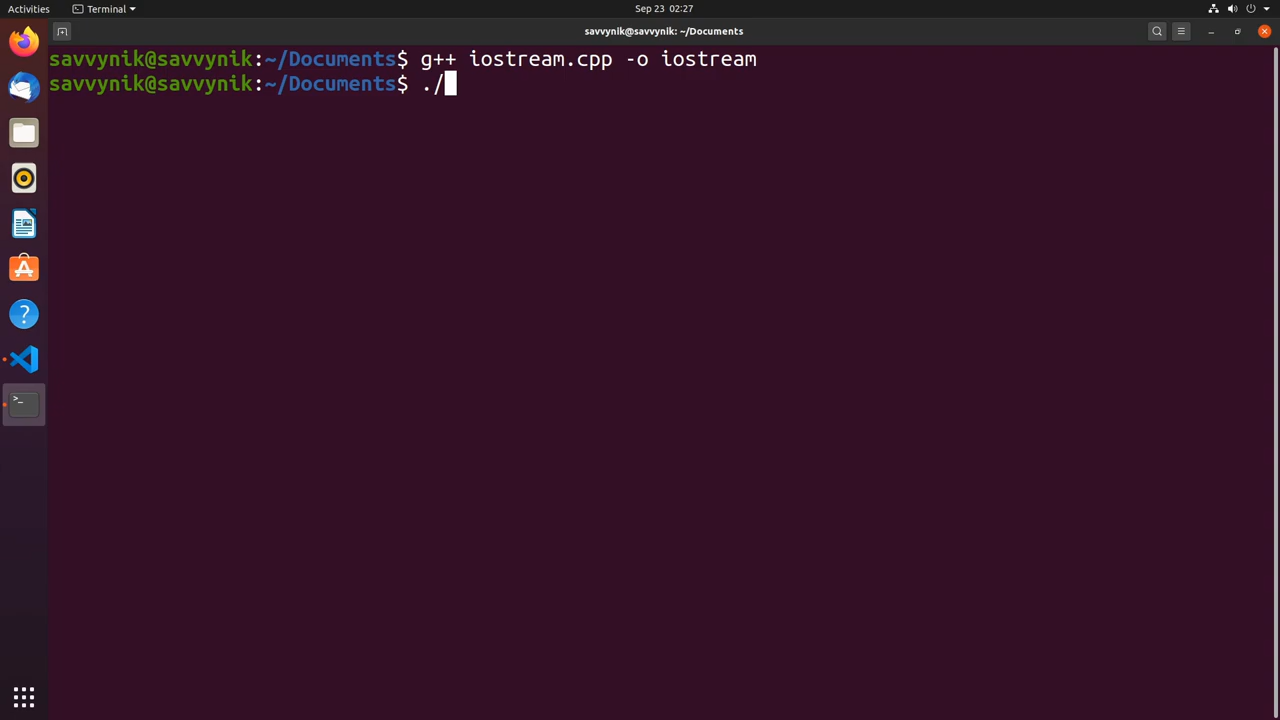 Activities
Terminal
Sep 23 02:27
savvynik@savvynik: ~/Documents
savvynik@savvynik:~/Documents$ g++ iostream.cpp -o iostream
savvynik@savvynik:~/Documents$ ./